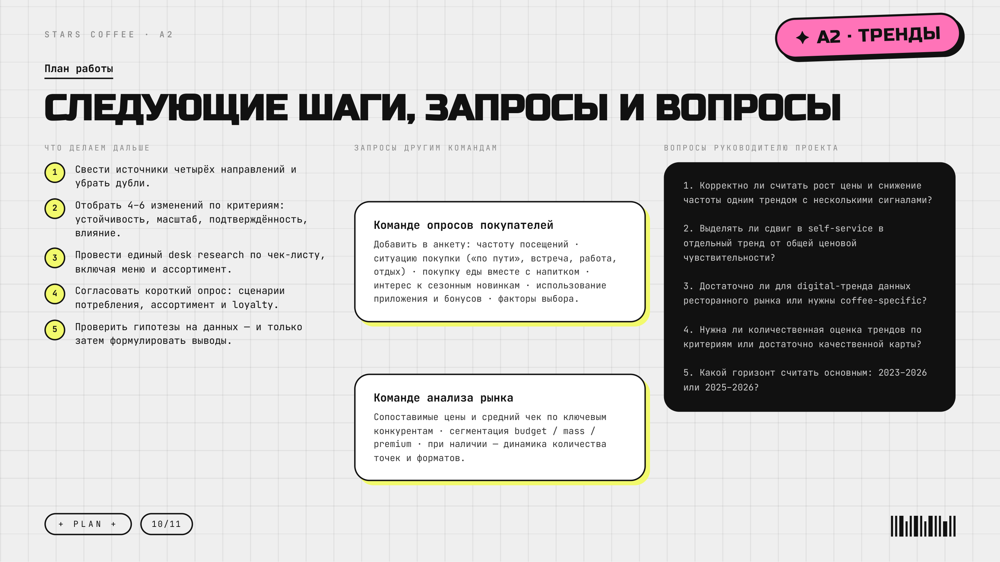 STARS COFFEE · A2
✦ А2 · ТРЕНДЫ
План работы
СЛЕДУЮЩИЕ ШАГИ, ЗАПРОСЫ И ВОПРОСЫ
ЧТО ДЕЛАЕМ ДАЛЬШЕ
1
Свести источники четырёх направлений и
убрать дубли.
2
Отобрать 4–6 изменений по критериям:
устойчивость, масштаб, подтверждённость,
влияние.
3
Провести единый desk research по чек-листу,
включая меню и ассортимент.
4
Согласовать короткий опрос: сценарии
потребления, ассортимент и loyalty.
5
Проверить гипотезы на данных — и только
затем формулировать выводы.
ЗАПРОСЫ ДРУГИМ КОМАНДАМ
Команде опросов покупателей
Добавить в анкету: частоту посещений ·
ситуацию покупки («по пути», встреча, работа,
отдых) · покупку еды вместе с напитком ·
интерес к сезонным новинкам · использование
приложения и бонусов · факторы выбора.
Команде анализа рынка
Сопоставимые цены и средний чек по ключевым
конкурентам · сегментация budget / mass /
premium · при наличии — динамика количества
точек и форматов.
ВОПРОСЫ РУКОВОДИТЕЛЮ ПРОЕКТА
1. Корректно ли считать рост цены и снижение
частоты одним трендом с несколькими сигналами?
2. Выделять ли сдвиг в self-service в
отдельный тренд от общей ценовой
чувствительности?
3. Достаточно ли для digital-тренда данных
ресторанного рынка или нужны coffee-specific?
4. Нужна ли количественная оценка трендов по
критериям или достаточно качественной карты?
5. Какой горизонт считать основным: 2023–2026
или 2025–2026?
+ PLAN +
10/11